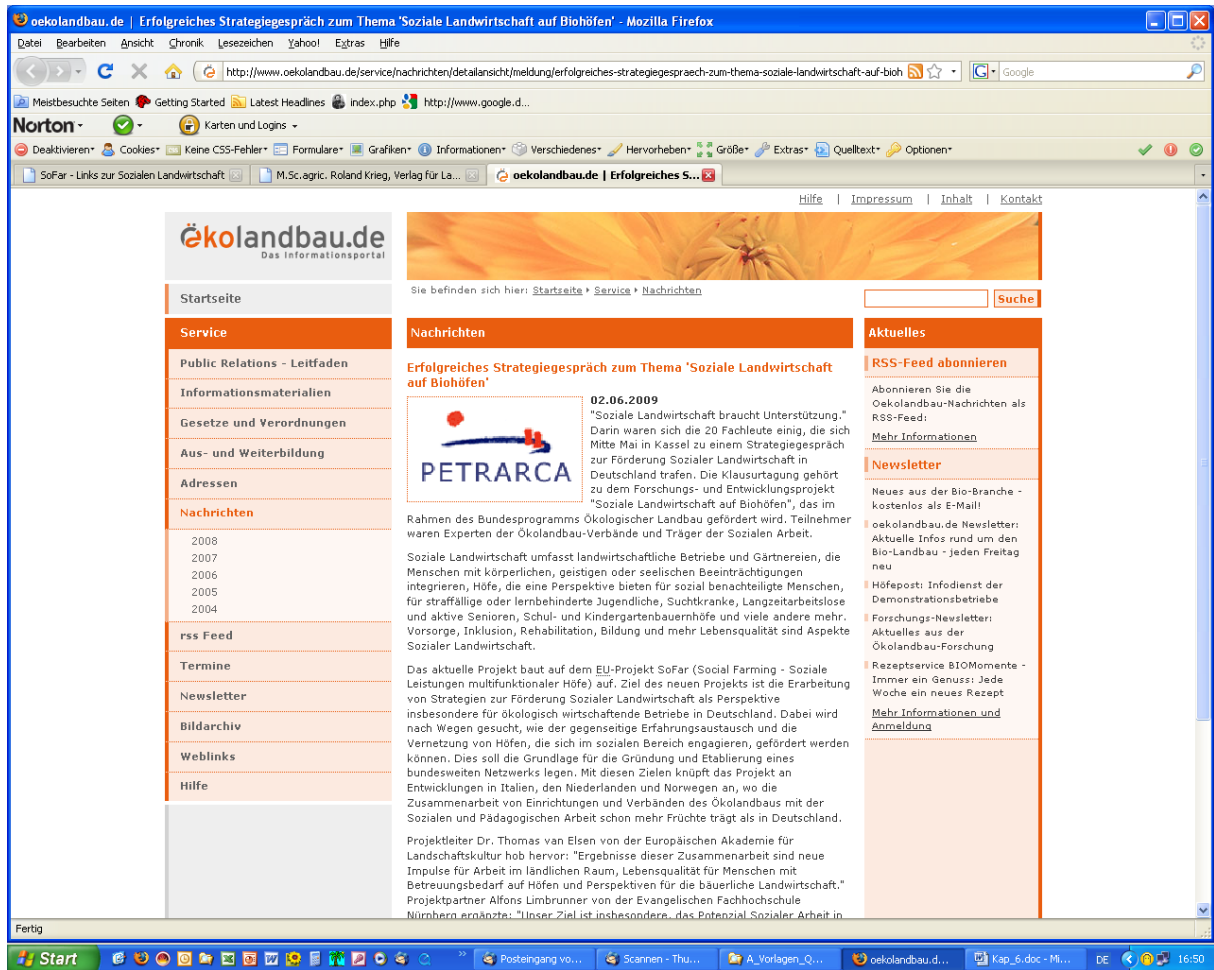 oekolandbau.de | Erfolgreiches Strategiegespräch zum Thema 'Soziale Landwirtschaft auf Biohöfen' - Mozilla Firefox
Datei Bearbeiten Ansicht Chronik Lesezeichen Yahoo! Extras Hilfe
http://www.oekolandbau.de/service/nachrichten/detailansicht/meldung/erfolgreiches-strategiegespraech-zum-thema-soziale-landwirtschaft-auf-bioh
G Google
Meistbesuchte Seiten Getting Started Latest Headlines index.php http://www.google.d...
Norton Karten und Logins
Deaktivieren Cookies Keine CSS-Fehler Formulare Grafiken Informationen Verschiedenes Hervorheben Größe Extras Quelltext Optionen
SoFar - Links zur Sozialen Landwirtschaft
M.Sc.agric. Roland Krieg, Verlag für La...
oekolandbau.de | Erfolgreiches S...
Hilfe | Impressum | Inhalt | Kontakt
ökolandbau.de
Das Informationsportal
Startseite
Service
Public Relations - Leitfaden
Informationsmaterialien
Gesetze und Verordnungen
Aus- und Weiterbildung
Adressen
Nachrichten
2008
2007
2006
2005
2004
rss Feed
Termine
Newsletter
Bildarchiv
Weblinks
Hilfe
Sie befinden sich hier: Startseite Service Nachrichten
Nachrichten
Erfolgreiches Strategiegespräch zum Thema 'Soziale Landwirtschaft
auf Biohöfen'
PETRARCA
02.06.2009
"Soziale Landwirtschaft braucht Unterstützung."
Darin waren sich die 20 Fachleute einig, die sich
Mitte Mai in Kassel zu einem Strategiegespräch
zur Förderung Sozialer Landwirtschaft in
Deutschland trafen. Die Klausurtagung gehört
zu dem Forschungs- und Entwicklungsprojekt
"Soziale Landwirtschaft auf Biohöfen", das im
Rahmen des Bundesprogramms Ökologischer Landbau gefördert wird. Teilnehmer
waren Experten der Ökolandbau-Verbände und Träger der Sozialen Arbeit.
Soziale Landwirtschaft umfasst landwirtschaftliche Betriebe und Gärtnereien, die
Menschen mit körperlichen, geistigen oder seelischen Beeinträchtigungen
integrieren, Höfe, die eine Perspektive bieten für sozial benachteiligte Menschen,
für straffällige oder lernbehinderte Jugendliche, Suchtkranke, Langzeitarbeitslose
und aktive Senioren, Schul- und Kindergartenbauernhöfe und viele andere mehr.
Vorsorge, Inklusion, Rehabilitation, Bildung und mehr Lebensqualität sind Aspekte
Sozialer Landwirtschaft.
Das aktuelle Projekt baut auf dem EU-Projekt SoFar (Social Farming - Soziale
Leistungen multifunktionaler Höfe) auf. Ziel des neuen Projekts ist die Erarbeitung
von Strategien zur Förderung Sozialer Landwirtschaft als Perspektive
insbesondere für ökologisch wirtschaftende Betriebe in Deutschland. Dabei wird
nach Wegen gesucht, wie der gegenseitige Erfahrungsaustausch und die
Vernetzung von Höfen, die sich im sozialen Bereich engagieren, gefördert werden
können. Dies soll die Grundlage für die Gründung und Etablierung eines
bundesweiten Netzwerks legen. Mit diesen Zielen knüpft das Projekt an
Entwicklungen in Italien, den Niederlanden und Norwegen an, wo die
Zusammenarbeit von Einrichtungen und Verbänden des Ökolandbaus mit der
Sozialen und Pädagogischen Arbeit schon mehr Früchte trägt als in Deutschland.
Projektleiter Dr. Thomas van Elsen von der Europäischen Akademie für
Landschaftskultur hob hervor: "Ergebnisse dieser Zusammenarbeit sind neue
Impulse für Arbeit im ländlichen Raum, Lebensqualität für Menschen mit
Betreuungsbedarf auf Höfen und Perspektiven für die bäuerliche Landwirtschaft."
Projektpartner Alfons Limbrunner von der Evangelischen Fachhochschule
Nürnberg ergänzte: "Unser Ziel ist insbesondere, das Potenzial Sozialer Arbeit in
Suche
Aktuelles
RSS-Feed abonnieren
Abonnieren Sie die
Oekolandbau-Nachrichten als
RSS-Feed:
Mehr Informationen
Newsletter
Neues aus der Bio-Branche -
kostenlos als E-Mail!
oekolandbau.de Newsletter:
Aktuelle Infos rund um den
Bio-Landbau - jeden Freitag
neu
Höfepost: Infodienst der
Demonstrationsbetriebe
Forschungs-Newsletter:
Aktuelles aus der
Ökolandbau-Forschung
Rezeptservice BIOMomente -
Immer ein Genuss: Jede
Woche ein neues Rezept
Mehr Informationen und
Anmeldung
Fertig
Start
Posteingang vo...
Scannen - Thu...
A_Vorlagen_Q...
oekolandbau.d...
Kap_6.doc - Mi...
DE
16:50